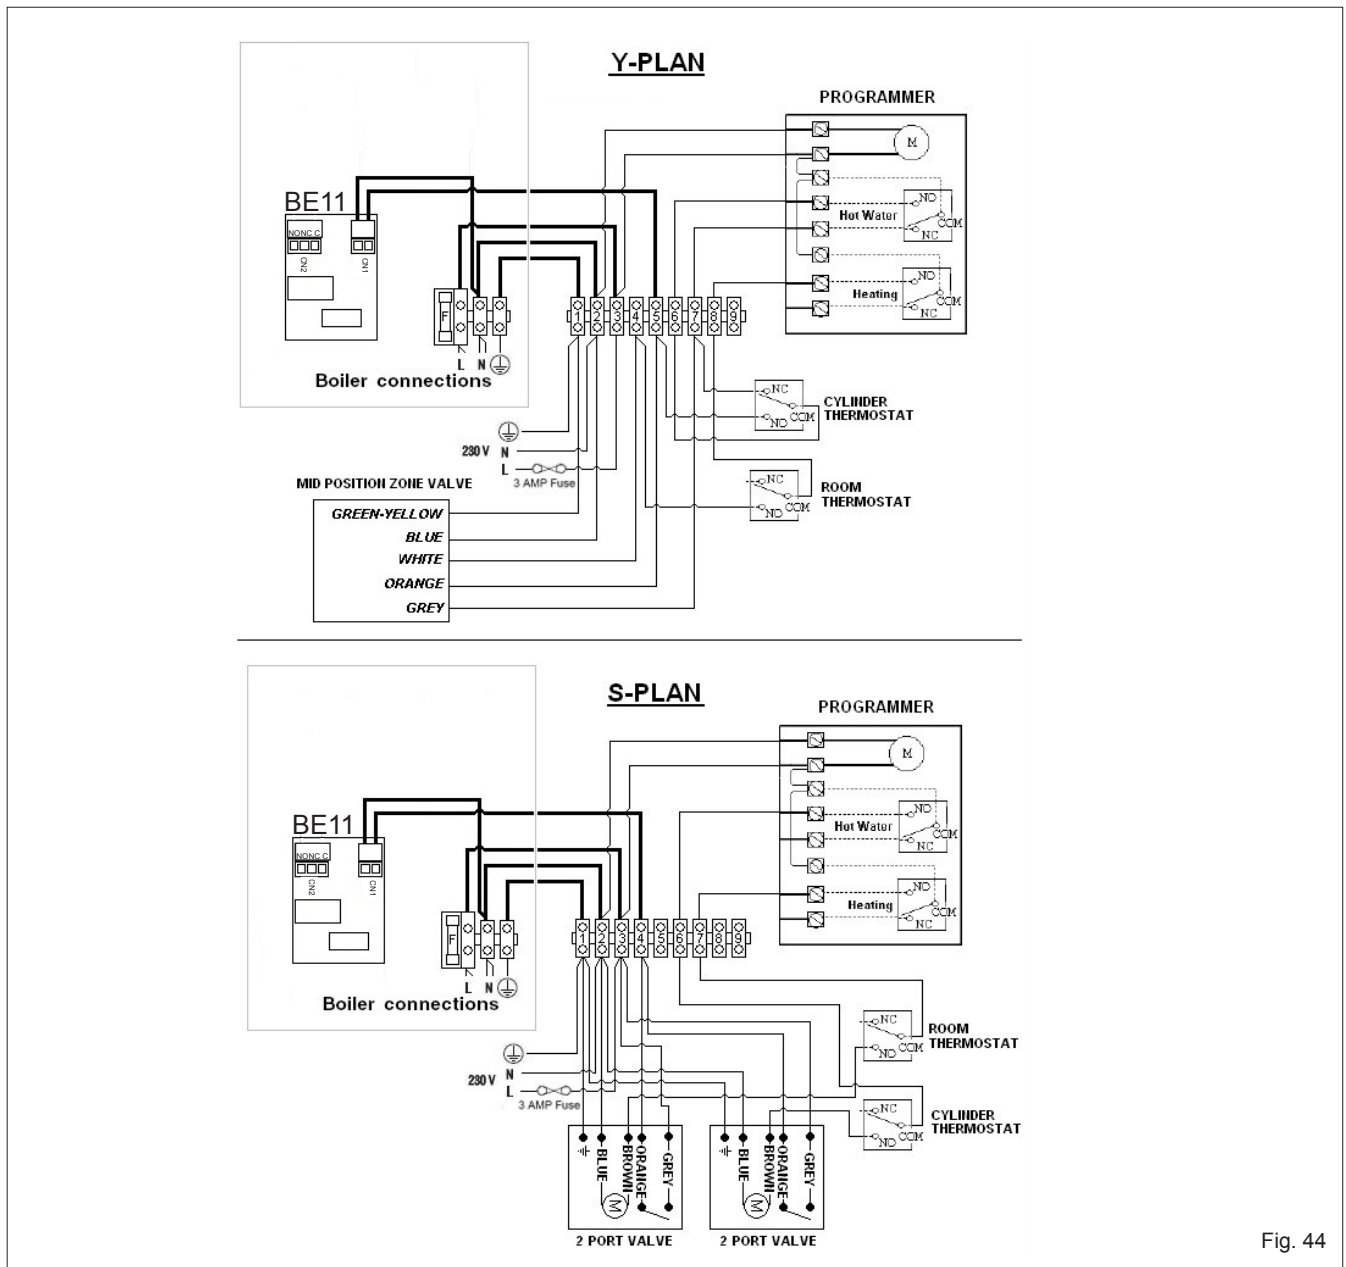 Y-PLAN
PROGRAMMER
M
NO
Hot Water
COM
NC
NO
Heating
COM
NC
BE11
NONC C
CN2
CN1
F
L N
Boiler connections
1 2 3 4 5 6 7 8 9
NC
COM
NO
CYLINDER
THERMOSTAT
230 V
N
L
3 AMP Fuse
NC
COM
NO
ROOM
THERMOSTAT
MID POSITION ZONE VALVE
GREEN-YELLOW
BLUE
WHITE
ORANGE
GREY
S-PLAN
PROGRAMMER
M
NO
Hot Water
COM
NC
NO
Heating
COM
NC
BE11
NONC C
CN2
CN1
F
L N
Boiler connections
1 2 3 4 5 6 7 8 9
NC
COM
NO
ROOM
THERMOSTAT
230 V
N
L
3 AMP Fuse
NC
COM
NO
CYLINDER
THERMOSTAT
BLUE
BROWN
ORANGE
GREY
M
2 PORT VALVE
BLUE
BROWN
ORANGE
GREY
M
2 PORT VALVE
Fig. 44